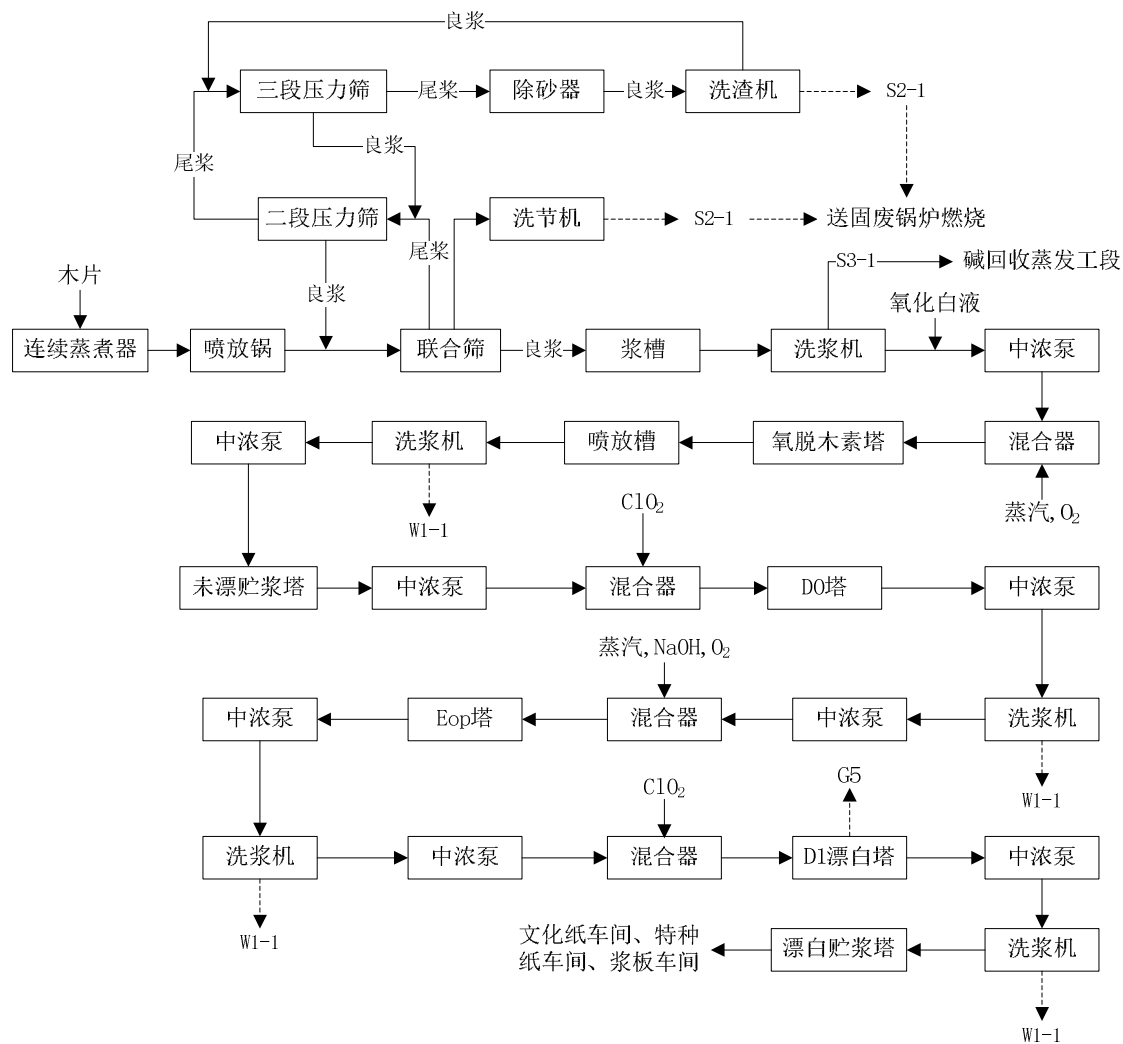 良浆
三段压力筛
尾浆
除砂器
良浆
洗渣机
S2-1
良浆
尾浆
二段压力筛
尾浆
洗节机
S2-1
送固废锅炉燃烧
S3-1
碱回收蒸发工段
木片
良浆
氧化白液
连续蒸煮器
喷放锅
联合筛
良浆
浆槽
洗浆机
中浓泵
中浓泵
洗浆机
喷放槽
氧脱木素塔
混合器
W1-1
ClO₂
蒸汽,O₂
未漂贮浆塔
中浓泵
混合器
D0塔
中浓泵
蒸汽,NaOH,O₂
中浓泵
Eop塔
混合器
中浓泵
洗浆机
ClO₂
G5
W1-1
洗浆机
中浓泵
混合器
D1漂白塔
中浓泵
W1-1
文化纸车间、特种
纸车间、浆板车间
漂白贮浆塔
洗浆机
W1-1